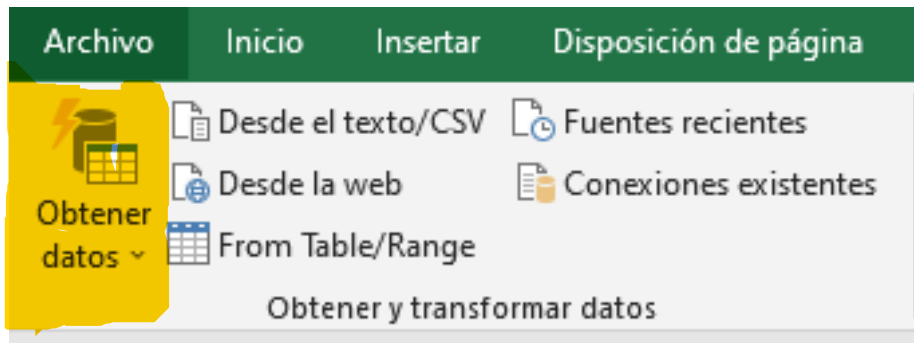 Archivo Inicio Insertar Disposición de página
Obtener datos
Desde el texto/CSV
Desde la web
From Table/Range
Fuentes recientes
Conexiones existentes
Obtener y transformar datos